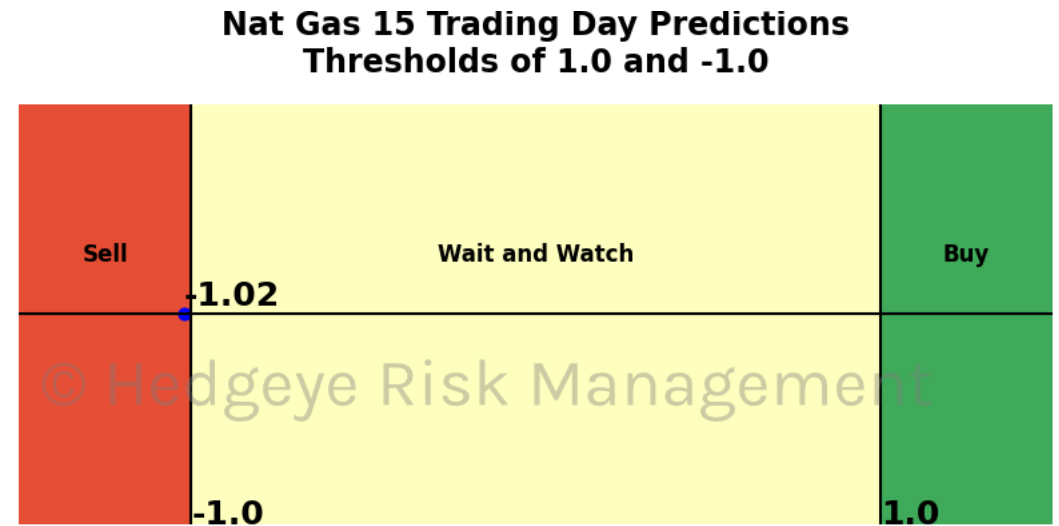 Nat Gas 15 Trading Day Predictions
Thresholds of 1.0 and -1.0
Sell
Wait and Watch
Buy
-1.02
© Hedgeye Risk Management
-1.0
1.0